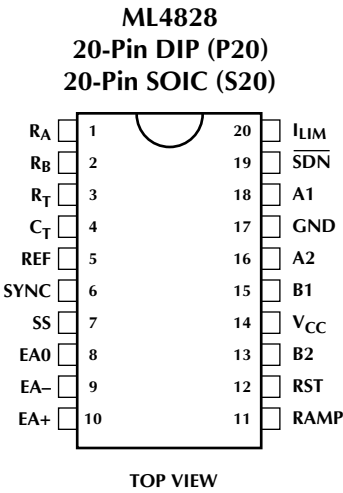 ML4828
20-Pin DIP (P20)
20-Pin SOIC (S20)
RA 1 20 ILIM
RB 2 19 SDN
RT 3 18 A1
CT 4 17 GND
REF 5 16 A2
SYNC 6 15 B1
SS 7 14 VCC
EA0 8 13 B2
EA– 9 12 RST
EA+ 10 11 RAMP
TOP VIEW